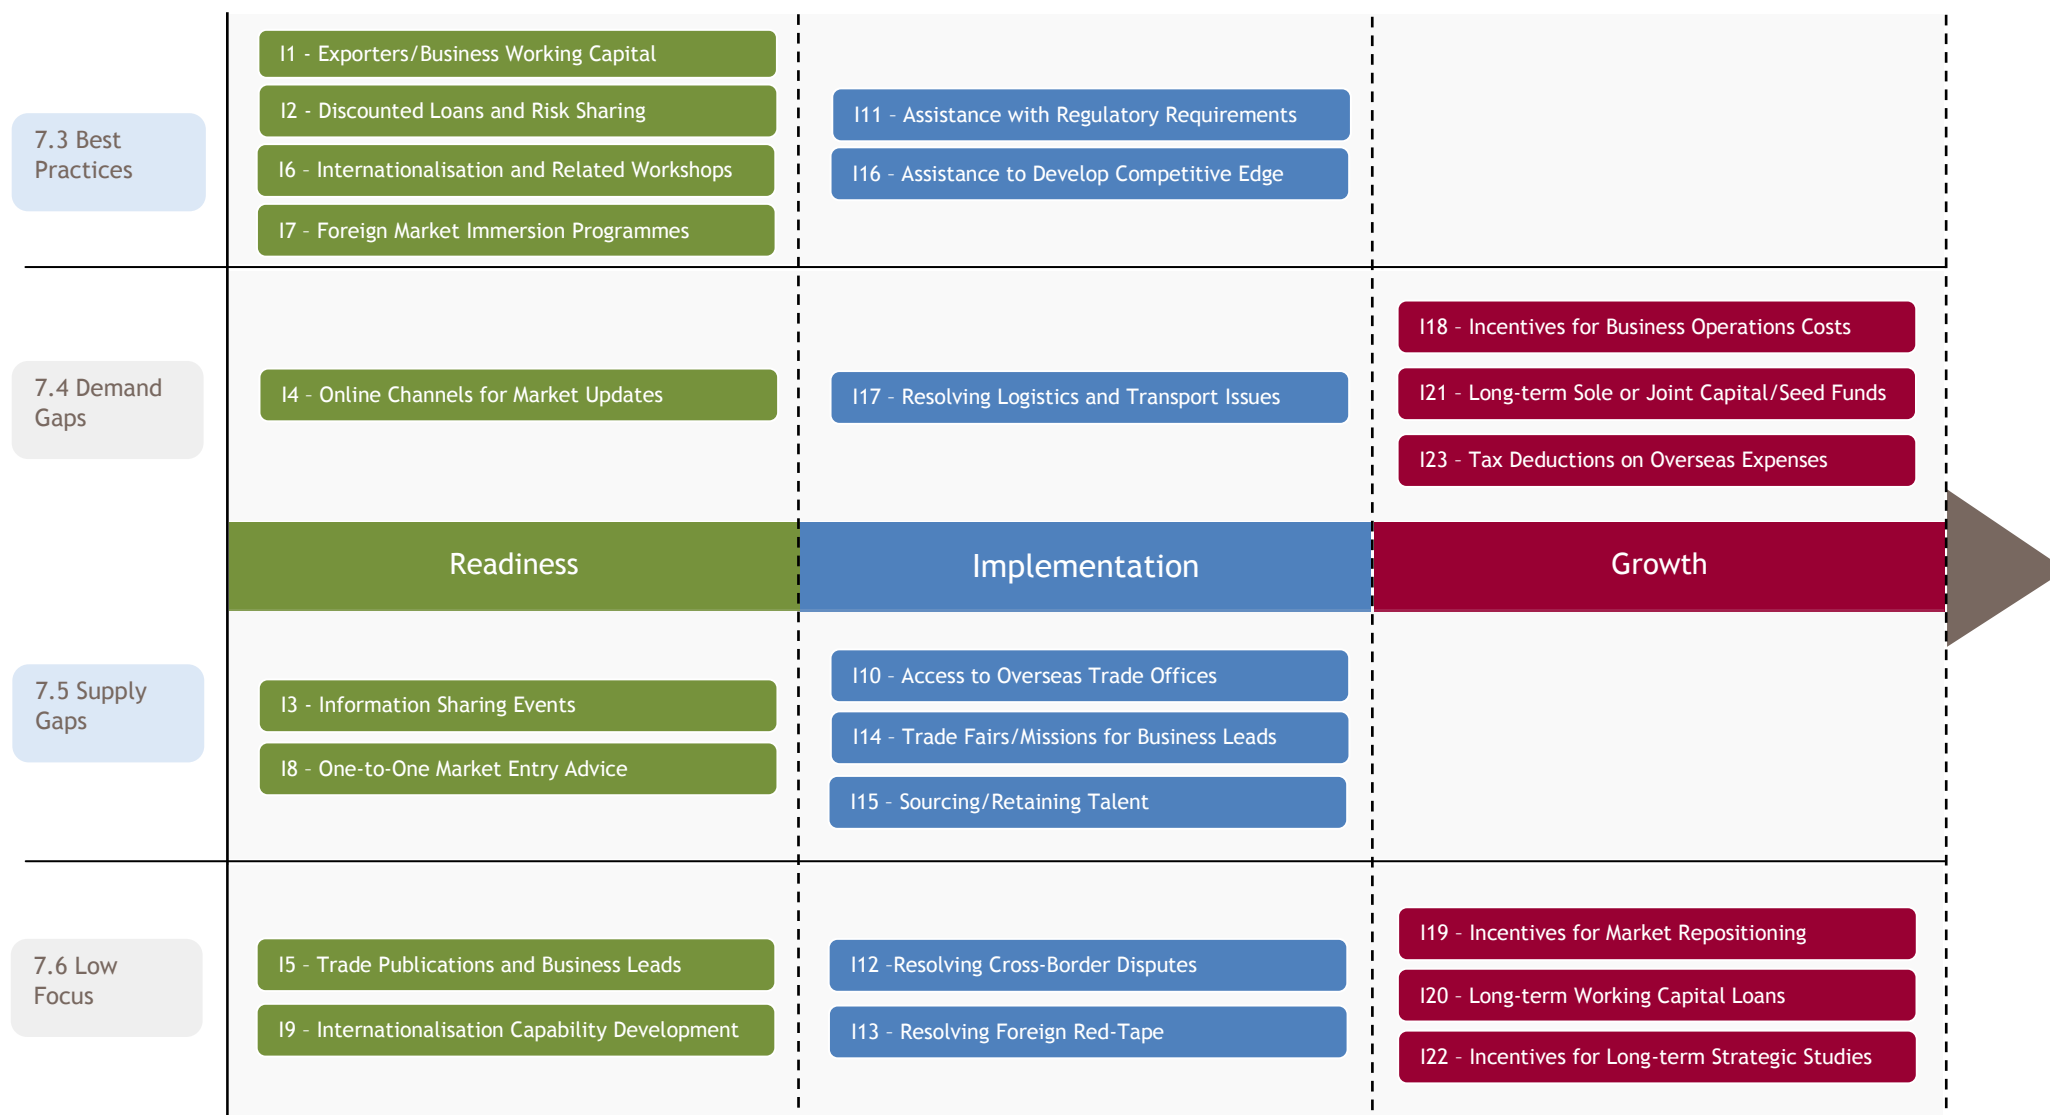 7.3 Best
Practices
I1 - Exporters/Business Working Capital
I2 - Discounted Loans and Risk Sharing
I6 – Internationalisation and Related Workshops
I7 – Foreign Market Immersion Programmes
I11 – Assistance with Regulatory Requirements
I16 – Assistance to Develop Competitive Edge
7.4 Demand
Gaps
I4 – Online Channels for Market Updates
I17 – Resolving Logistics and Transport Issues
I18 – Incentives for Business Operations Costs
I21 – Long-term Sole or Joint Capital/Seed Funds
I23 – Tax Deductions on Overseas Expenses
Readiness
Implementation
Growth
7.5 Supply
Gaps
I3 - Information Sharing Events
I8 – One-to-One Market Entry Advice
I10 – Access to Overseas Trade Offices
I14 – Trade Fairs/Missions for Business Leads
I15 – Sourcing/Retaining Talent
7.6 Low
Focus
I5 – Trade Publications and Business Leads
I9 – Internationalisation Capability Development
I12 –Resolving Cross-Border Disputes
I13 – Resolving Foreign Red-Tape
I19 – Incentives for Market Repositioning
I20 – Long-term Working Capital Loans
I22 – Incentives for Long-term Strategic Studies